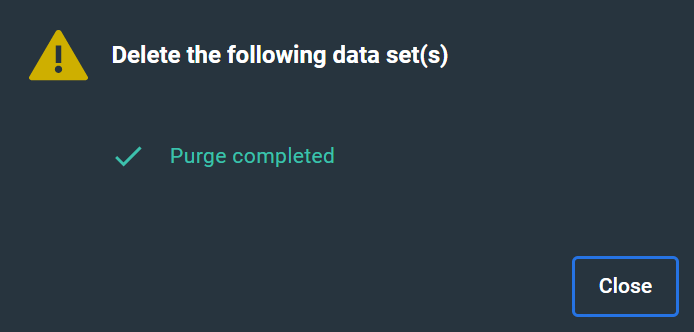 Delete the following data set(s)
Purge completed
Close